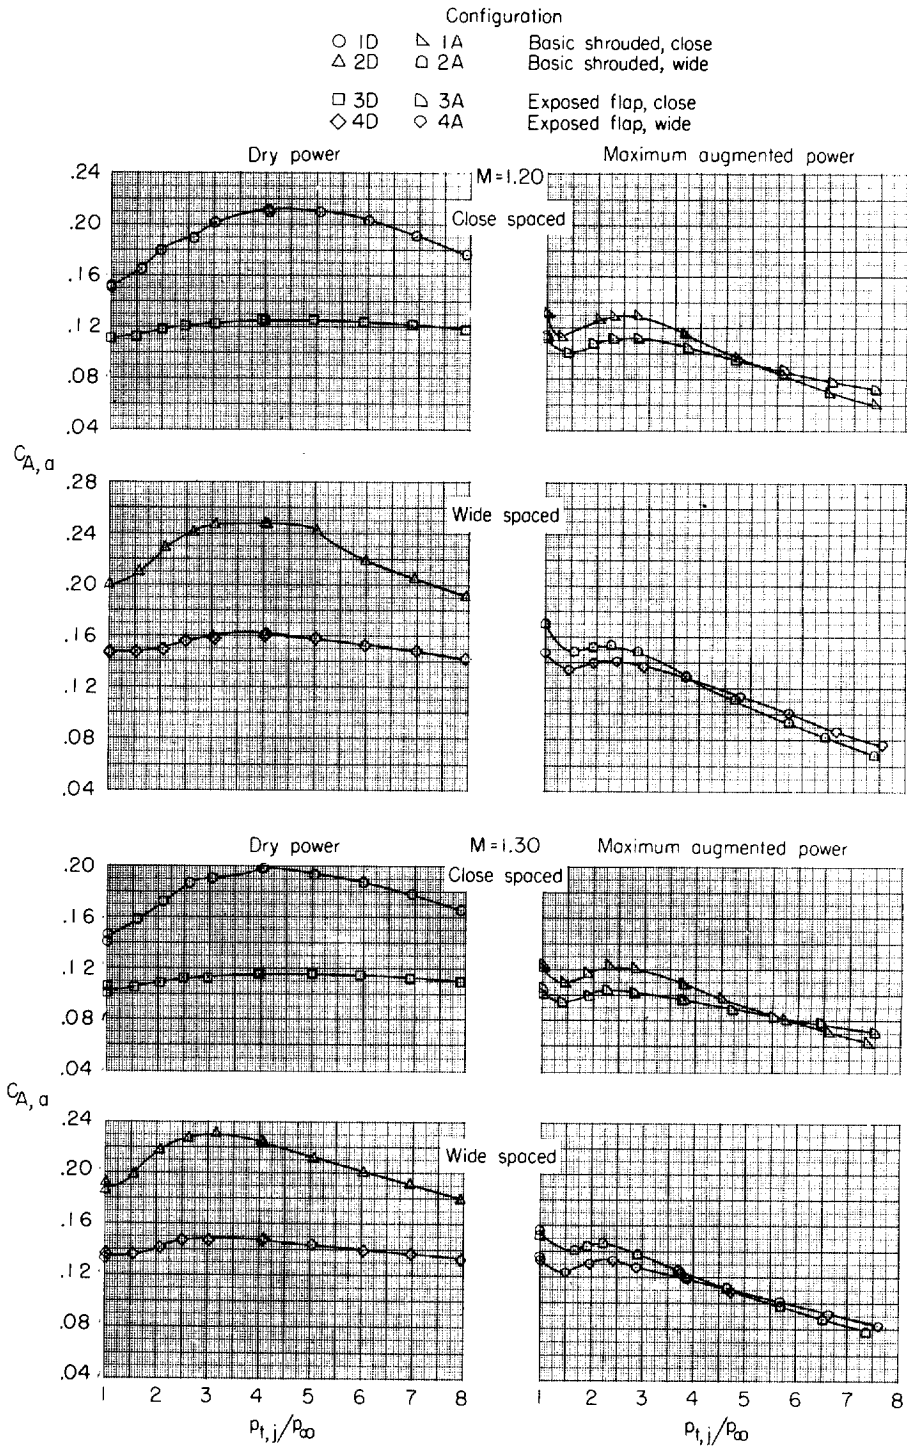 Configuration
1D 1A Basic shrouded, close
2D 2A Basic shrouded, wide
3D 3A Exposed flap, close
4D 4A Exposed flap, wide
Dry power
Maximum augmented power
M=1.20
.24
.20
.16
.12
.08
.04
Close spaced
C_A,a
.28
.24
.20
.16
.12
.08
.04
Wide spaced
Dry power
M=1.30
Maximum augmented power
.20
.16
.12
.08
.04
Close spaced
C_A,a
.24
.20
.16
.12
.08
.04
Wide spaced
1 2 3 4 5 6 7 8
1 2 3 4 5 6 7 8
p_t,j/p_∞
p_t,j/p_∞